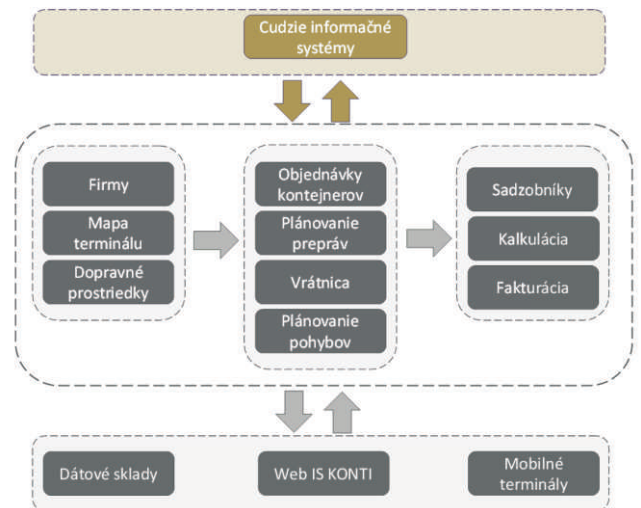 Cudzie informačné
systémy
Firmy
Mapa
terminálu
Dopravné
prostriedky
Objednávky
kontejnerov
Plánovanie
prepráv
Vrátnica
Plánovanie
pohybov
Sadzobníky
Kalkulácia
Fakturácia
Dátové sklady
Web IS KONTI
Mobilné
terminály